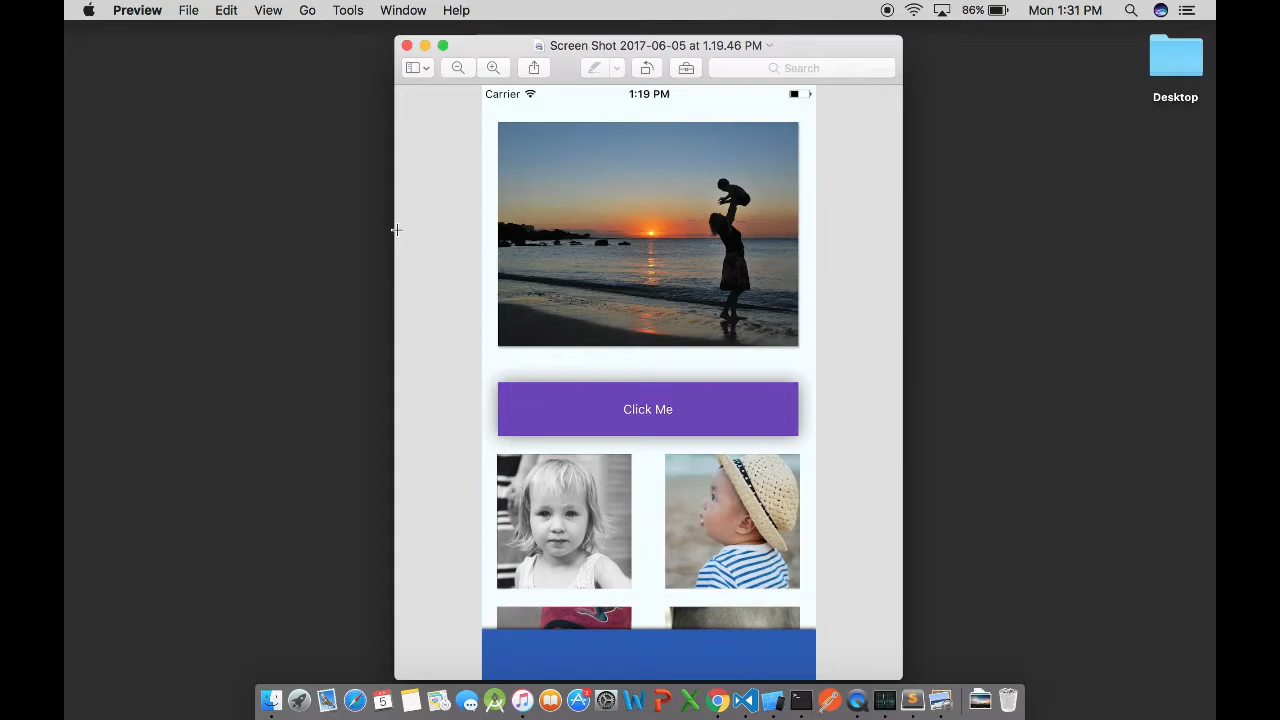 Preview File Edit View Go Tools Window Help 86% Mon 1:31 PM
Screen Shot 2017-06-05 at 1.19.46 PM
Search
Desktop
Carrier 1:19 PM
Click Me
5